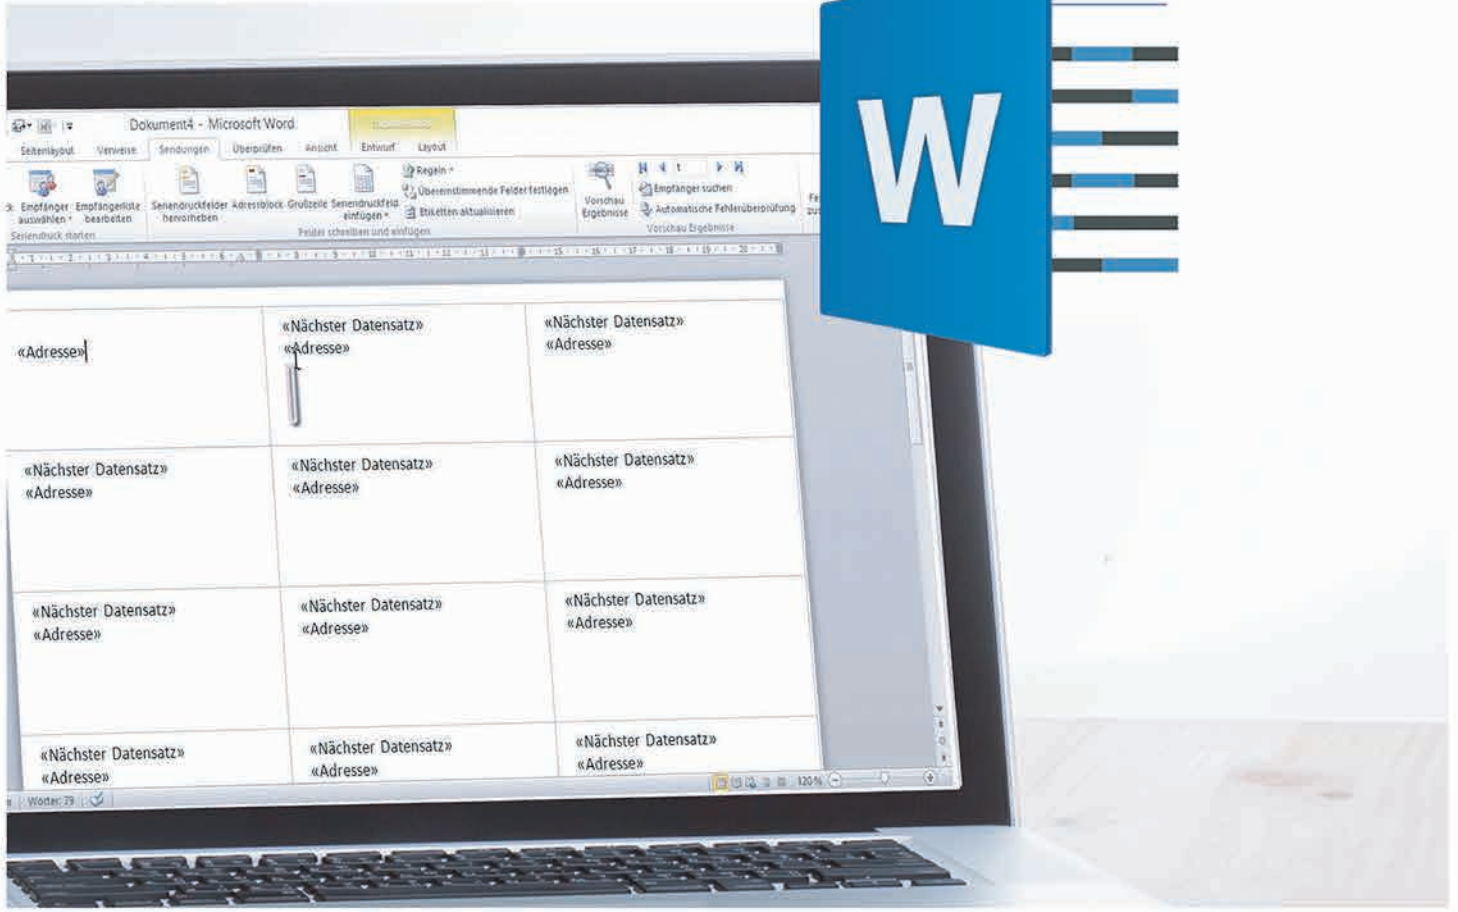 W
Dokument4 - Microsoft Word
Seitenlayout Verweise Sendungen Überprüfen Ansicht Entwurf Layout
Empfänger auswählen
Empfängerliste bearbeiten
Seriendruckfelder hervorheben
Adressblock
Grußzeile
Seriendruckfeld einfügen
Regeln
Übereinstimmende Felder festlegen
Etiketten aktualisieren
Vorschau Ergebnisse
1
Empfänger suchen
Automatische Fehlerüberprüfung
Seriendruck starten
Felder schreiben und einfügen
Vorschau Ergebnisse
«Adresse»
«Nächster Datensatz»
«Adresse»
«Nächster Datensatz»
«Adresse»
«Nächster Datensatz»
«Adresse»
«Nächster Datensatz»
«Adresse»
«Nächster Datensatz»
«Adresse»
«Nächster Datensatz»
«Adresse»
«Nächster Datensatz»
«Adresse»
«Nächster Datensatz»
«Adresse»
«Nächster Datensatz»
«Adresse»
«Nächster Datensatz»
«Adresse»
«Nächster Datensatz»
«Adresse»
Wörter: 79
120%